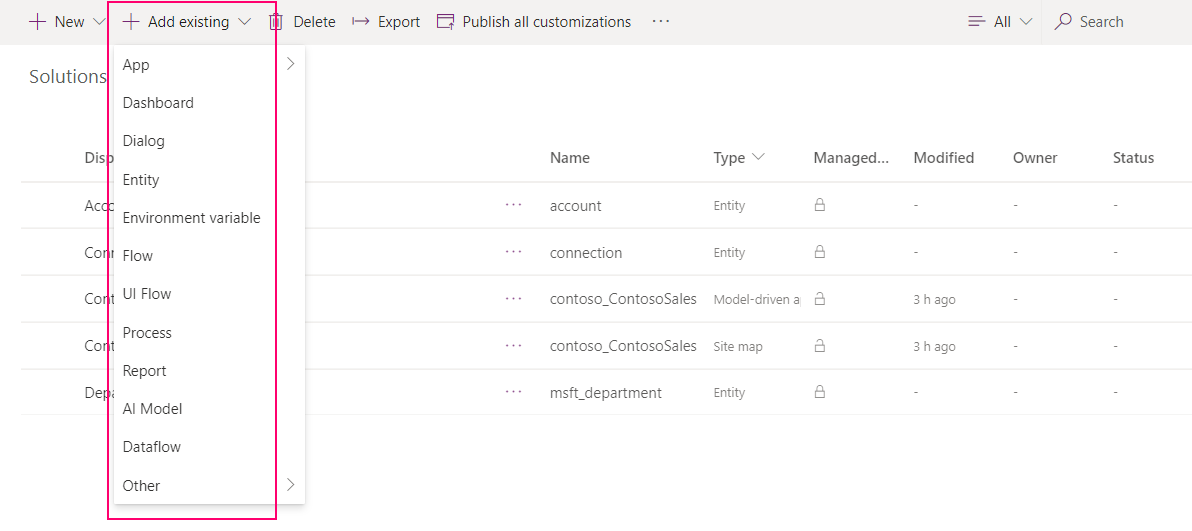 New Add existing Delete Export Publish all customizations ... All Search
Solutions
App
Dashboard
Dialog
Entity
Environment variable
Flow
UI Flow
Process
Report
AI Model
Dataflow
Other
Disp Name Type Managed... Modified Owner Status
Acco ... account Entity - - -
Conn ... connection Entity - - -
Cont ... contoso_ContosoSales Model-driven a 3 h ago - -
Cont ... contoso_ContosoSales Site map 3 h ago - -
Depa ... msft_department Entity - - -